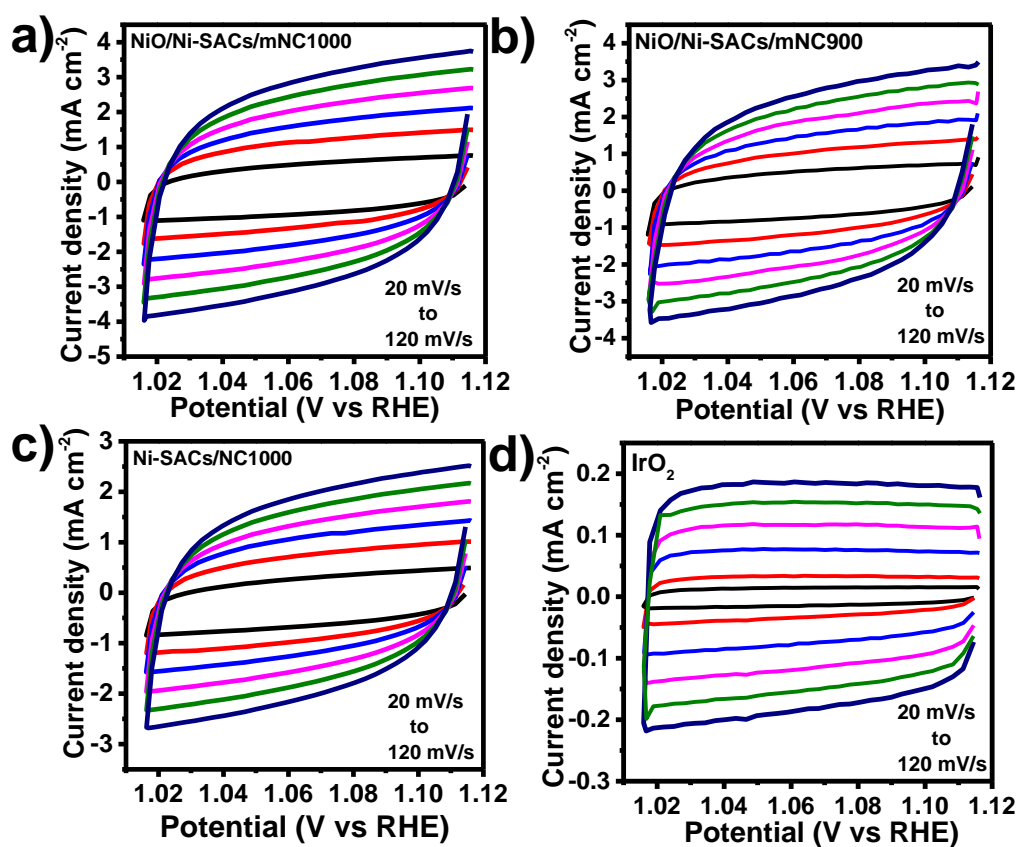 a)
NiO/Ni-SACs/mNC1000
Current density (mA cm-2)
4
3
2
1
0
-1
-2
-3
-4
-5
20 mV/s
to
120 mV/s
1.02 1.04 1.06 1.08 1.10 1.12
Potential (V vs RHE)
b)
NiO/Ni-SACs/mNC900
Current density (mA cm-2)
4
3
2
1
0
-1
-2
-3
-4
20 mV/s
to
120 mV/s
1.02 1.04 1.06 1.08 1.10 1.12
Potential (V vs RHE)
c)
Ni-SACs/NC1000
Current density (mA cm-2)
3
2
1
0
-1
-2
-3
20 mV/s
to
120 mV/s
1.02 1.04 1.06 1.08 1.10 1.12
Potential (V vs RHE)
d)
IrO2
Current density (mA cm-2)
0.2
0.1
0.0
-0.1
-0.2
-0.3
20 mV/s
to
120 mV/s
1.02 1.04 1.06 1.08 1.10 1.12
Potential (V vs RHE)